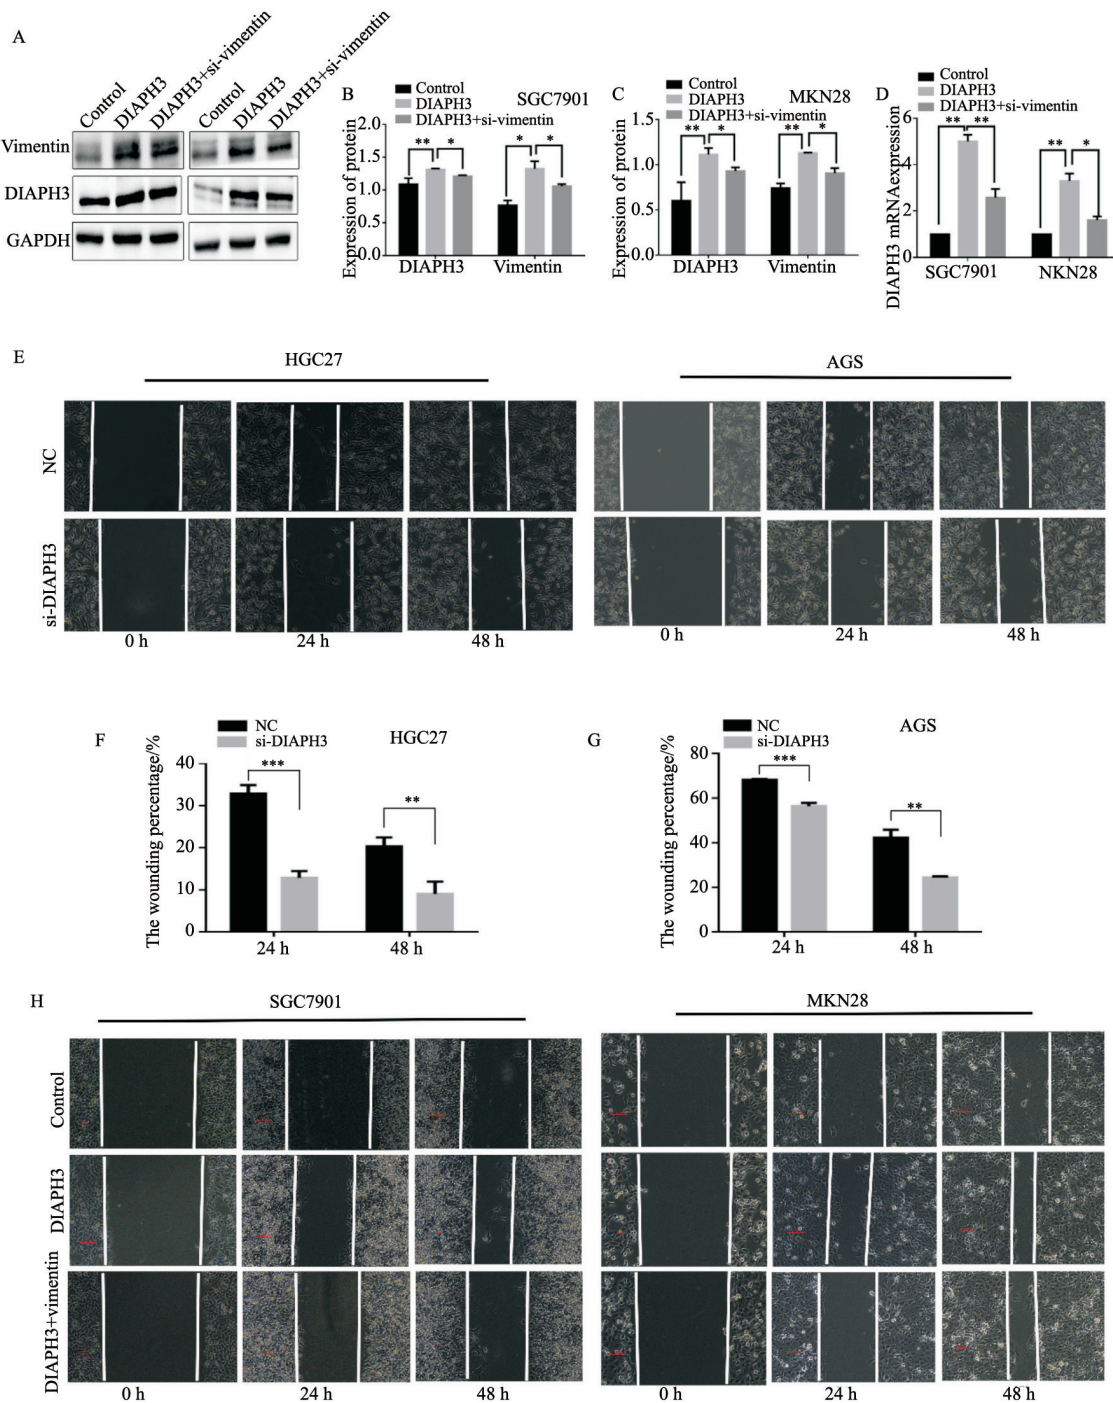 A
Control
DIAPH3
DIAPH3+si-vimentin
Control
DIAPH3
DIAPH3+si-vimentin
Vimentin
DIAPH3
GAPDH
B
Control
DIAPH3
DIAPH3+si-vimentin
SGC7901
Expression of protein
2.0
1.5
1.0
0.5
0.0
** * * *
DIAPH3 Vimentin
C
Control
DIAPH3
DIAPH3+si-vimentin
MKN28
Expression of protein
1.5
1.0
0.5
0.0
** * ** *
DIAPH3 Vimentin
D
Control
DIAPH3
DIAPH3+si-vimentin
DIAPH3 mRNAexpression
6
4
2
0
** ** ** *
SGC7901 NKN28
E
HGC27 AGS
NC
si-DIAPH3
0 h 24 h 48 h 0 h 24 h 48 h
F
NC
si-DIAPH3
HGC27
The wounding percentage/%
40
30
20
10
0
*** **
24 h 48 h
G
NC
si-DIAPH3
AGS
The wounding percentage/%
80
60
40
20
0
*** **
24 h 48 h
H
SGC7901 MKN28
Control
DIAPH3
DIAPH3+vimentin
0 h 24 h 48 h 0 h 24 h 48 h